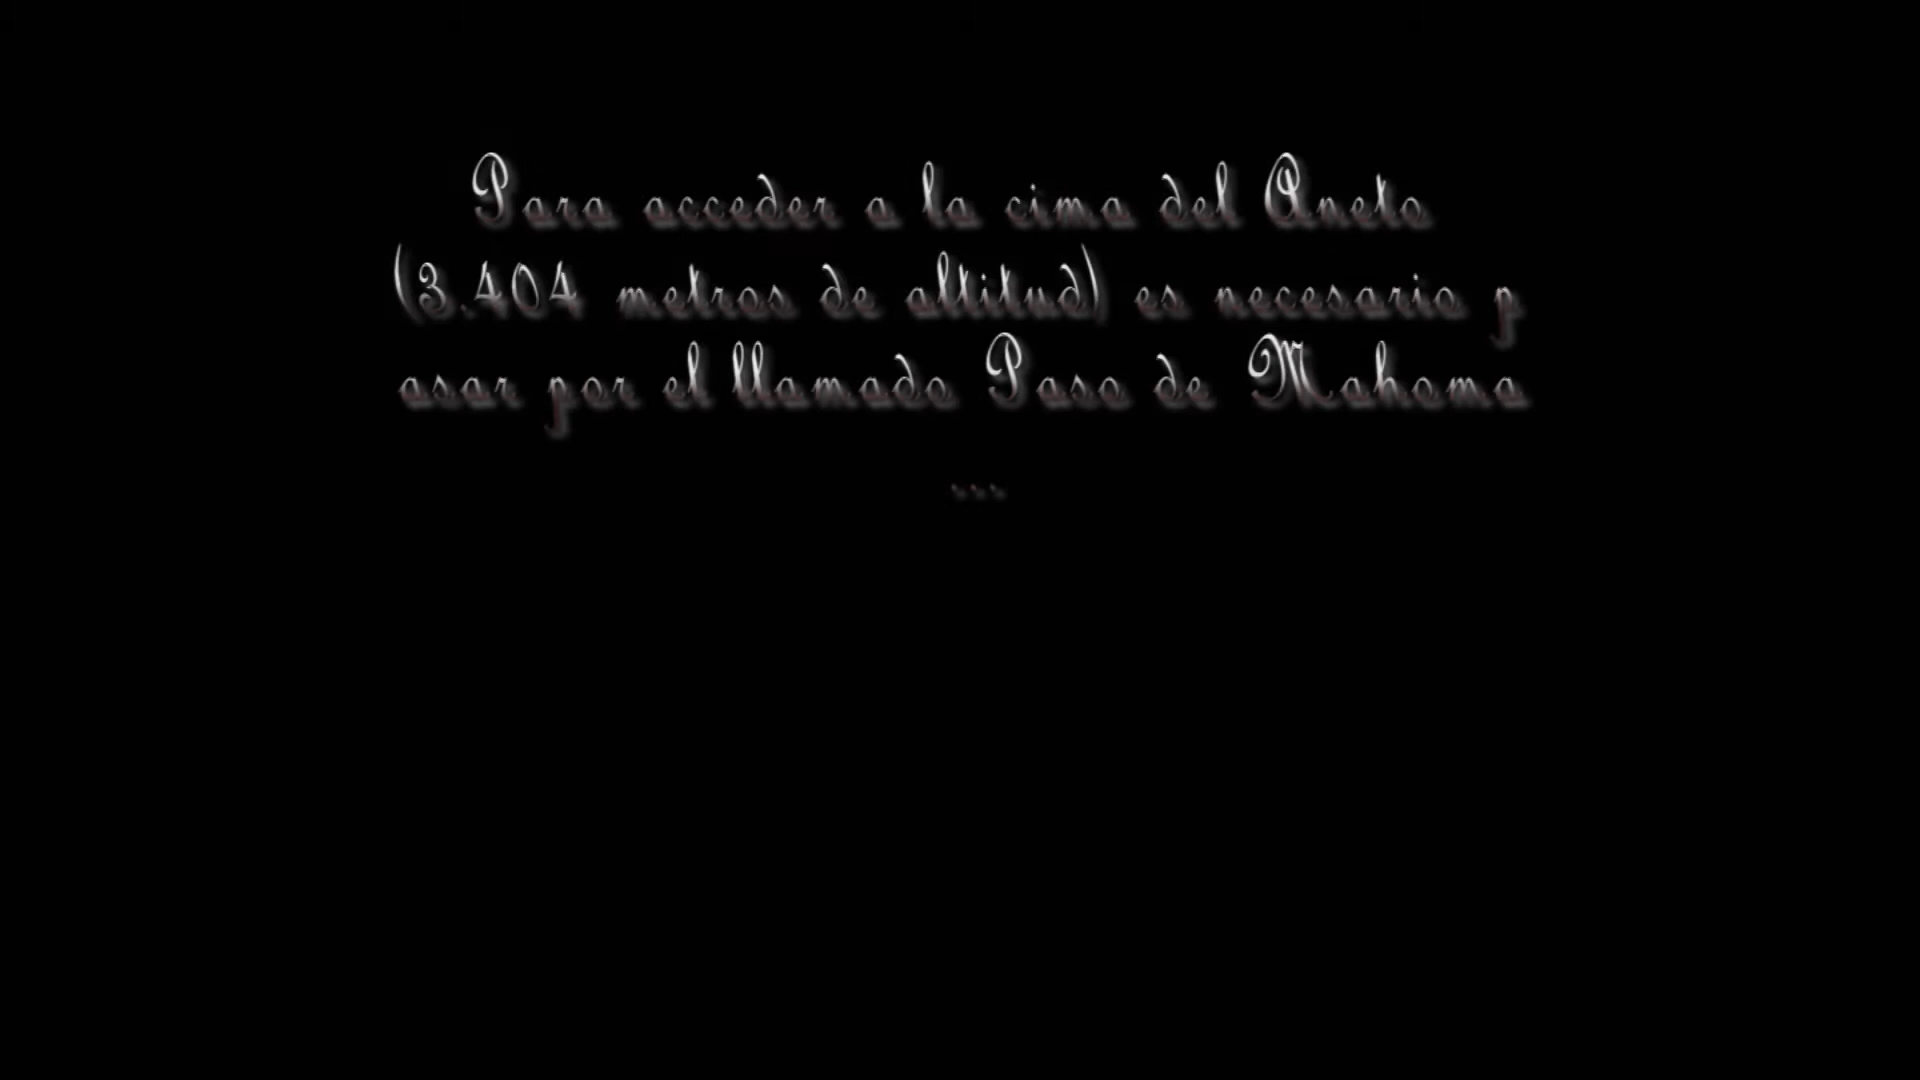 Para acceder a la cima del Aneto
(3.404 metros de altitud) es necesario p
asar por el llamado Paso de Mahoma
...